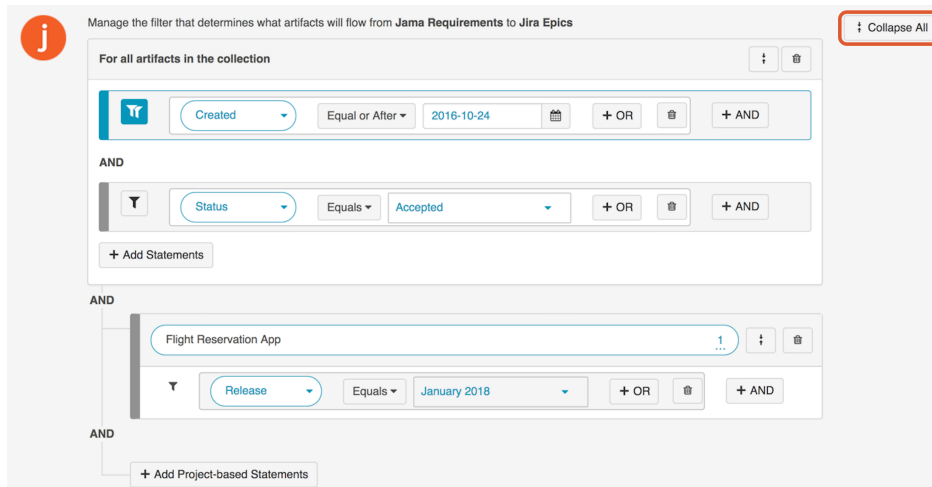 Manage the filter that determines what artifacts will flow from Jama Requirements to Jira Epics
j
Collapse All
For all artifacts in the collection
Created Equal or After 2016-10-24 + OR + AND
AND
Status Equals Accepted + OR + AND
+ Add Statements
AND
Flight Reservation App 1
Release Equals January 2018 + OR + AND
AND
+ Add Project-based Statements